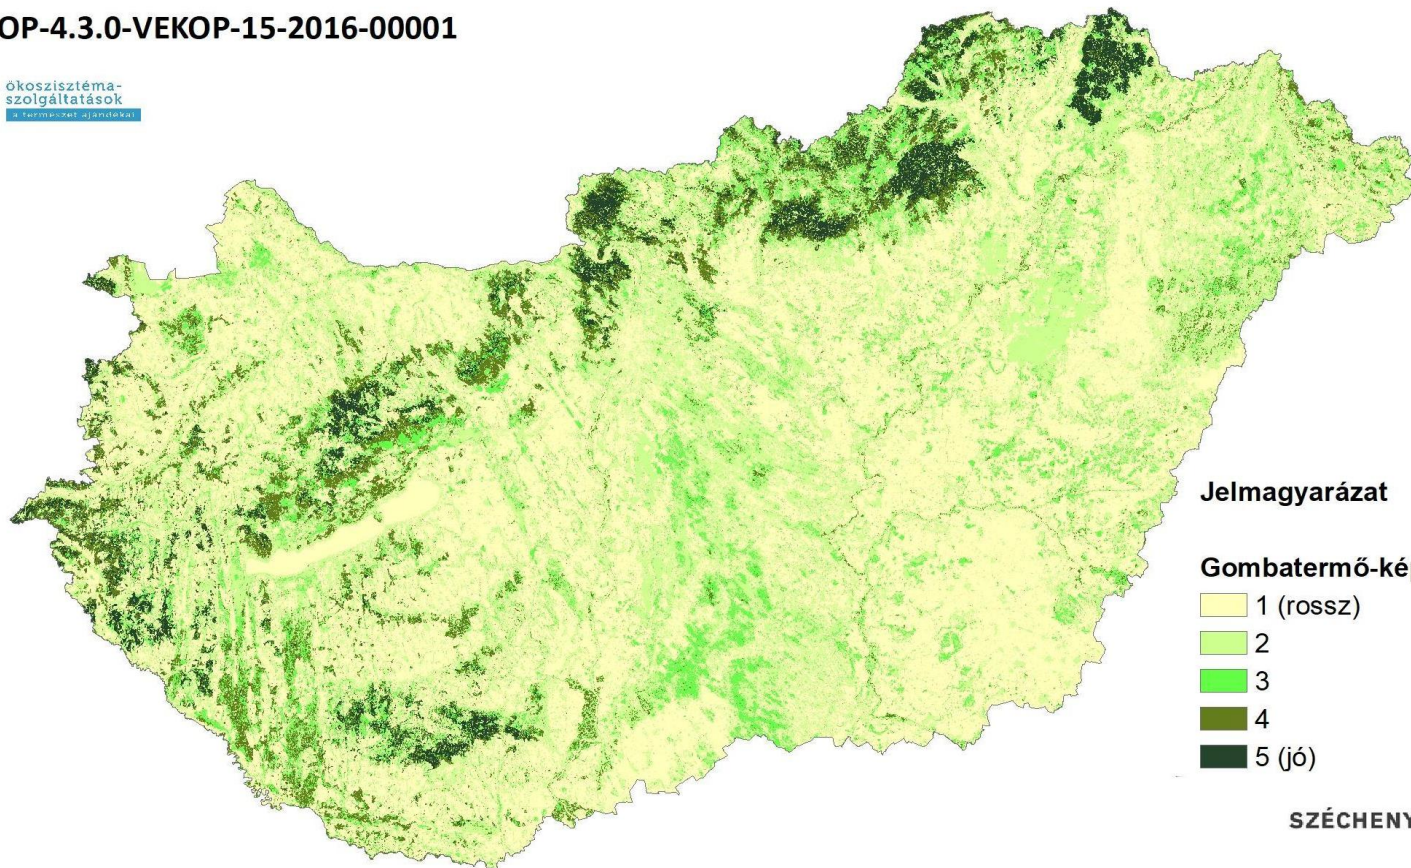 OP-4.3.0-VEKOP-15-2016-00001
ökoszisztéma-
szolgáltatások
a természet ajándékai
Jelmagyarázat
Gombatermő-kép
1 (rossz)
2
3
4
5 (jó)
SZÉCHENY